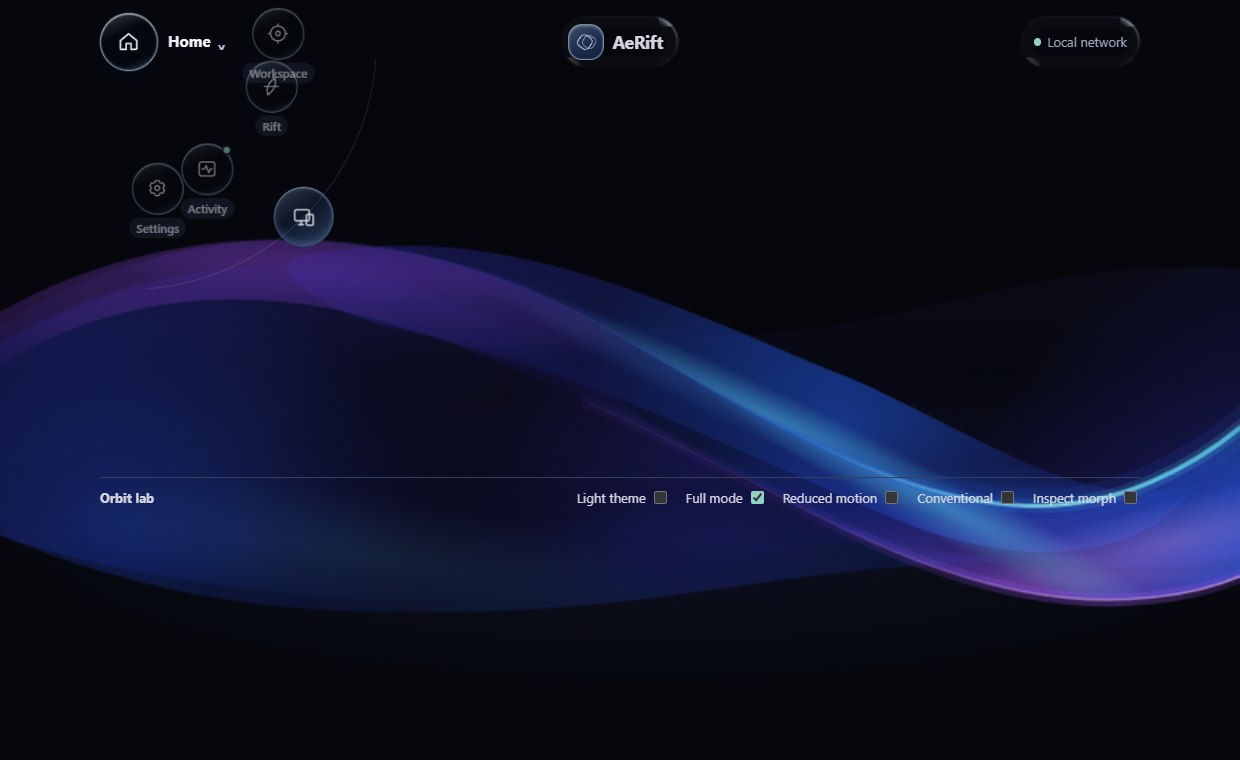 Home
Workspace
Rift
Activity
Settings
AeRift
Local network
Orbit lab
Light theme
Full mode
Reduced motion
Conventional
Inspect morph